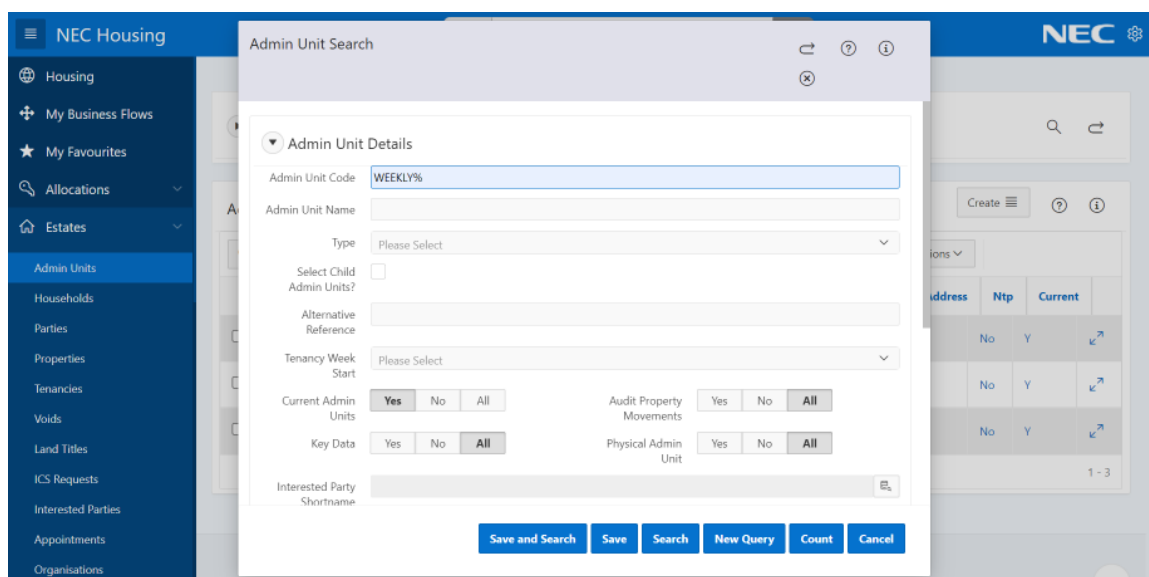 NEC Housing
NEC
Housing
My Business Flows
My Favourites
Allocations
Estates
Admin Units
Households
Parties
Properties
Tenancies
Voids
Land Titles
ICS Requests
Interested Parties
Appointments
Organisations
Admin Unit Search
Admin Unit Details
Admin Unit Code WEEKLY%
Admin Unit Name
Type Please Select
Select Child
Admin Units?
Alternative
Reference
Tenancy Week
Start
Please Select
Current Admin
Units
Yes No All
Audit Property
Movements
Yes No All
Key Data Yes No All
Physical Admin
Unit
Yes No All
Interested Party
Shortname
Save and Search Save Search New Query Count Cancel
Create
Ntp Current
No Y
No Y
No Y
1 - 3